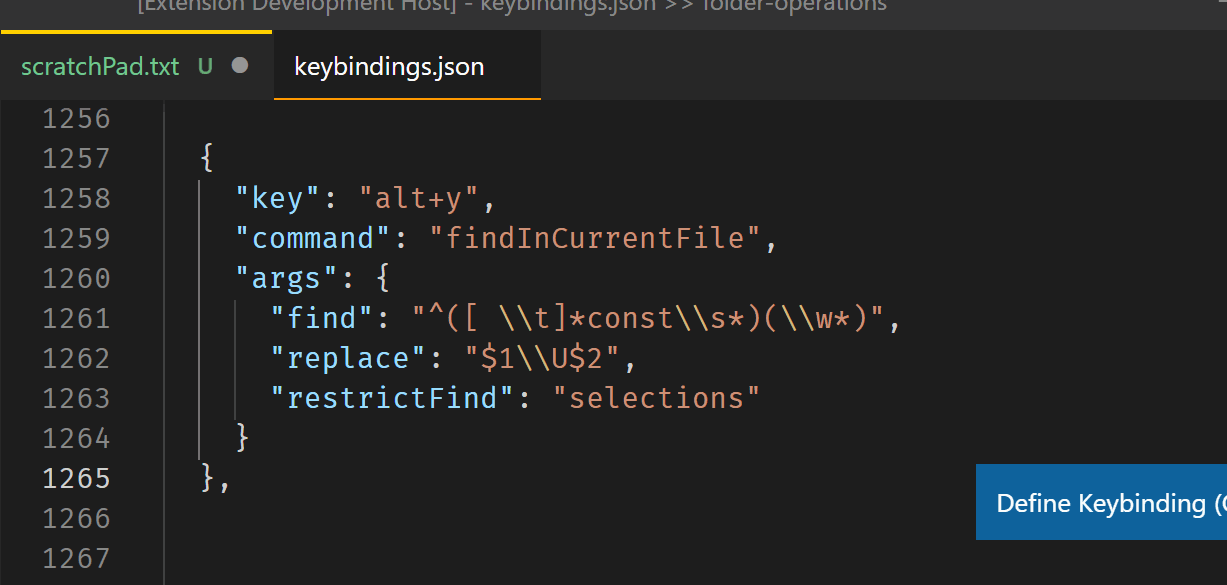 [Extension Development Host] - keybindings.json >> folder-operations
scratchPad.txt U ● keybindings.json
1256
1257 {
1258 "key": "alt+y",
1259 "command": "findInCurrentFile",
1260 "args": {
1261 "find": "^([ \\t]*const\\s*)(\\w*)",
1262 "replace": "$1\\U$2",
1263 "restrictFind": "selections"
1264 }
1265 },
1266
1267
Define Keybinding (